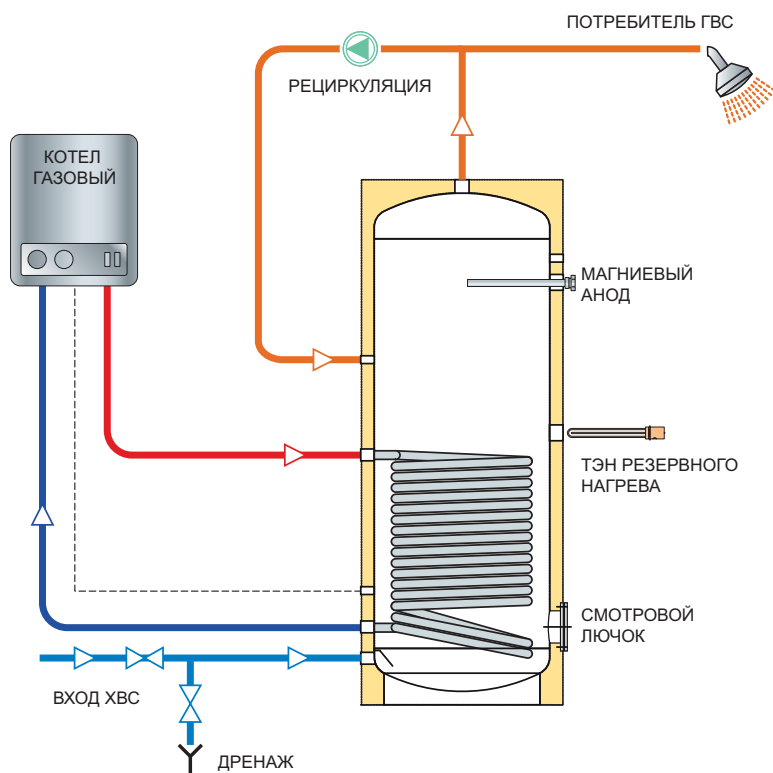 ПОТРЕБИТЕЛЬ ГВС
РЕЦИРКУЛЯЦИЯ
КОТЕЛ
ГАЗОВЫЙ
МАГНИЕВЫЙ
АНОД
ТЭН РЕЗЕРВНОГО
НАГРЕВА
СМОТРОВОЙ
ЛЮЧОК
ВХОД ХВС
ДРЕНАЖ